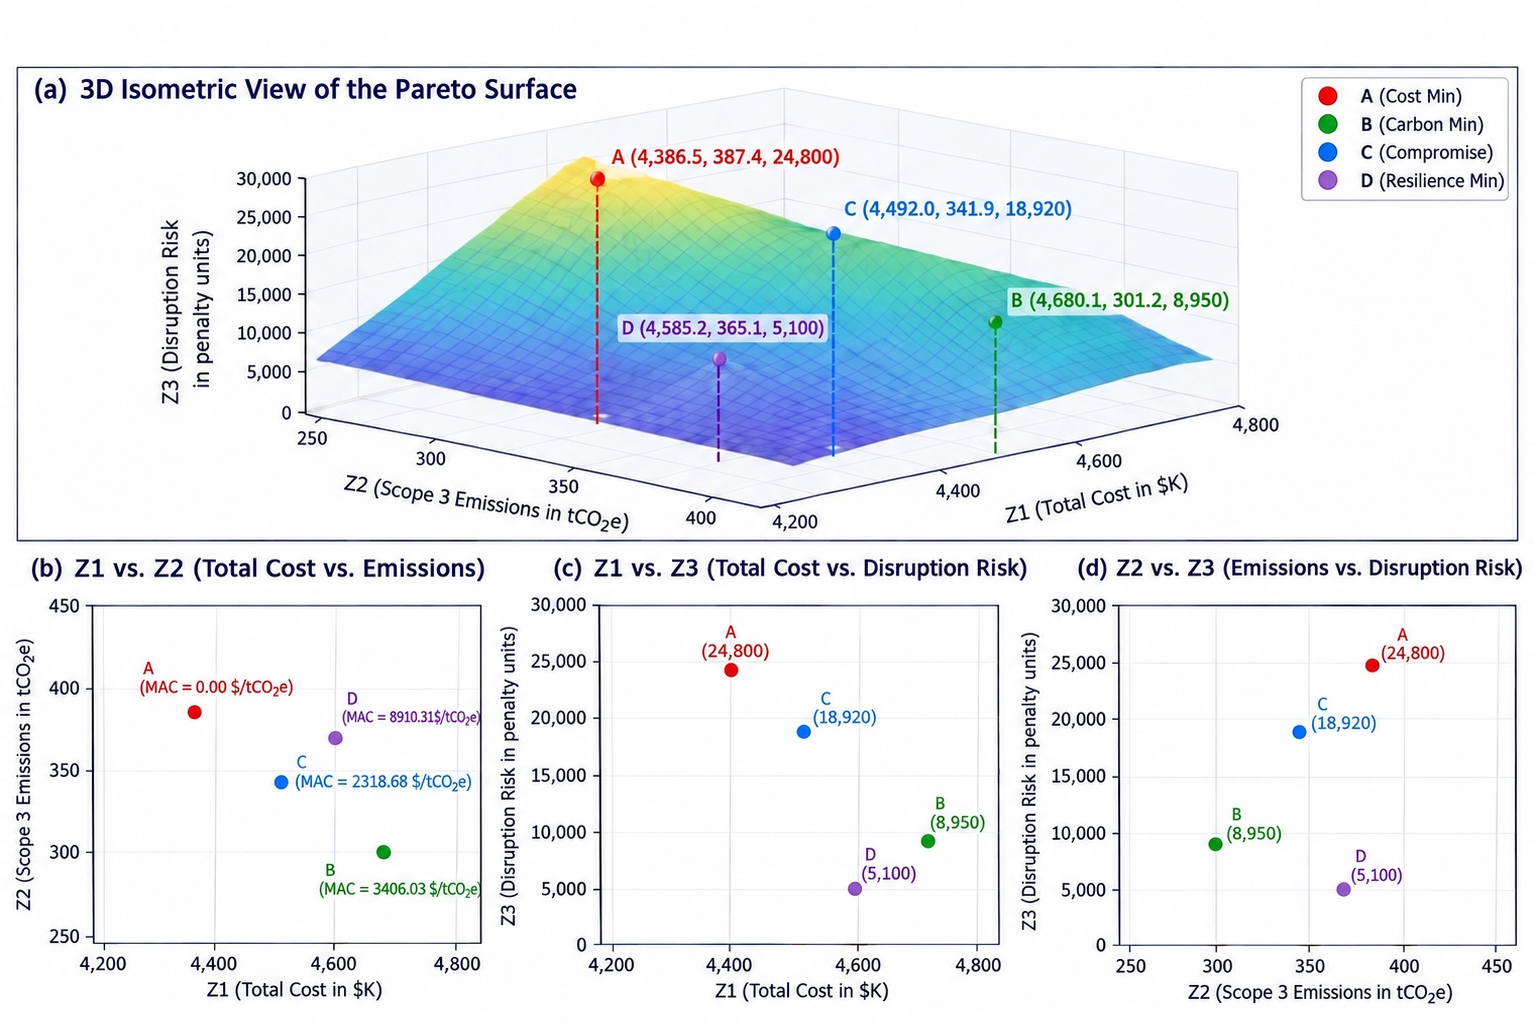 (a) 3D Isometric View of the Pareto Surface
A (Cost Min)
B (Carbon Min)
C (Compromise)
D (Resilience Min)
A (4,386.5, 387.4, 24,800)
C (4,492.0, 341.9, 18,920)
B (4,680.1, 301.2, 8,950)
D (4,585.2, 365.1, 5,100)
Z3 (Disruption Risk
in penalty units)
30,000
25,000
20,000
15,000
10,000
5,000
0
250
300
350
400
Z2 (Scope 3 Emissions in tCO₂e)
4,200
4,400
4,600
4,800
Z1 (Total Cost in $K)
(b) Z1 vs. Z2 (Total Cost vs. Emissions)
Z2 (Scope 3 Emissions in tCO₂e)
450
400
350
300
250
A
(MAC = 0.00 $/tCO₂e)
D
(MAC = 8910.31$/tCO₂e)
C
(MAC = 2318.68 $/tCO₂e)
B
(MAC = 3406.03 $/tCO₂e)
4,200
4,400
4,600
4,800
Z1 (Total Cost in $K)
(c) Z1 vs. Z3 (Total Cost vs. Disruption Risk)
Z3 (Disruption Risk in penalty units)
30,000
25,000
20,000
15,000
10,000
5,000
0
A
(24,800)
C
(18,920)
B
(8,950)
D
(5,100)
4,200
4,400
4,600
4,800
Z1 (Total Cost in $K)
(d) Z2 vs. Z3 (Emissions vs. Disruption Risk)
Z3 (Disruption Risk in penalty units)
30,000
25,000
20,000
15,000
10,000
5,000
0
A
(24,800)
C
(18,920)
B
(8,950)
D
(5,100)
250
300
350
400
450
Z2 (Scope 3 Emissions in tCO₂e)